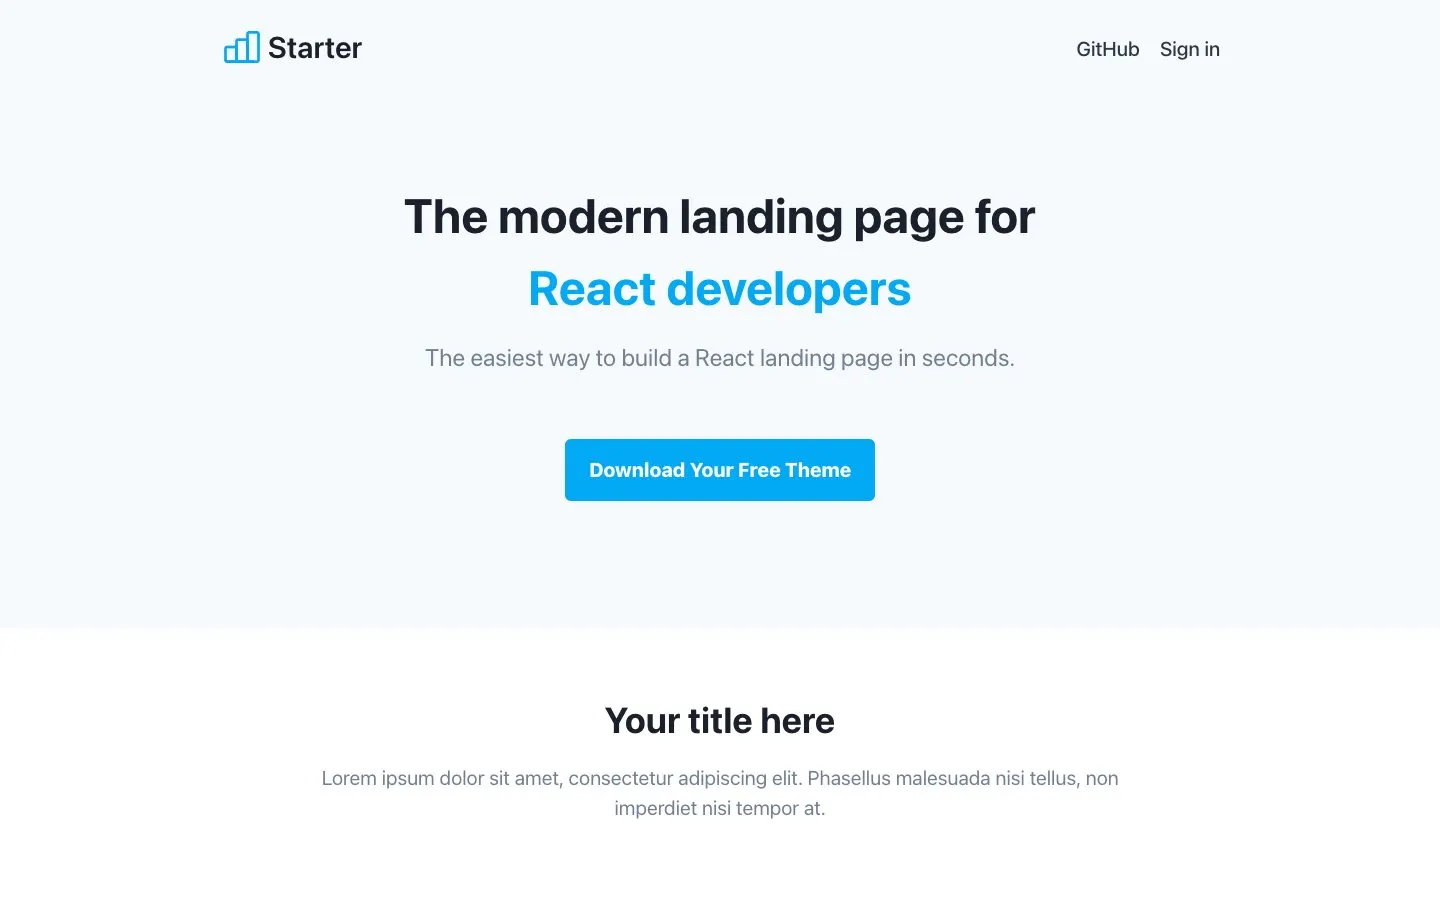 Starter
GitHub
Sign in
The modern landing page for
React developers
The easiest way to build a React landing page in seconds.
Download Your Free Theme
Your title here
Lorem ipsum dolor sit amet, consectetur adipiscing elit. Phasellus malesuada nisi tellus, non
imperdiet nisi tempor at.